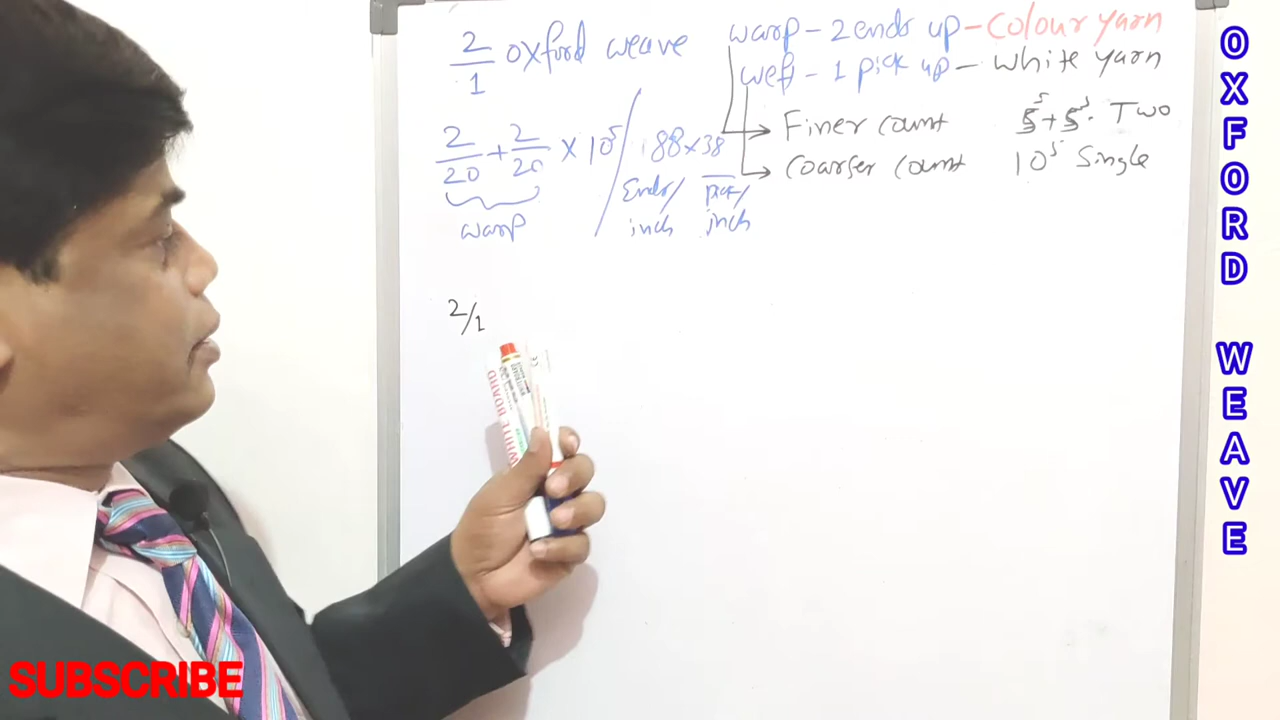 2/1 oxford weave
warp - 2 ends up - colour yarn
weft - 1 pick up - white yarn
2/20 + 2/20 × 10s / 88 × 38
warp
Ends/inch
pick/inch
Finer count
5s + 5s. Two
Coarser count
10s Single
2/1
WHITE BOARD
OXFORD WEAVE
SUBSCRIBE